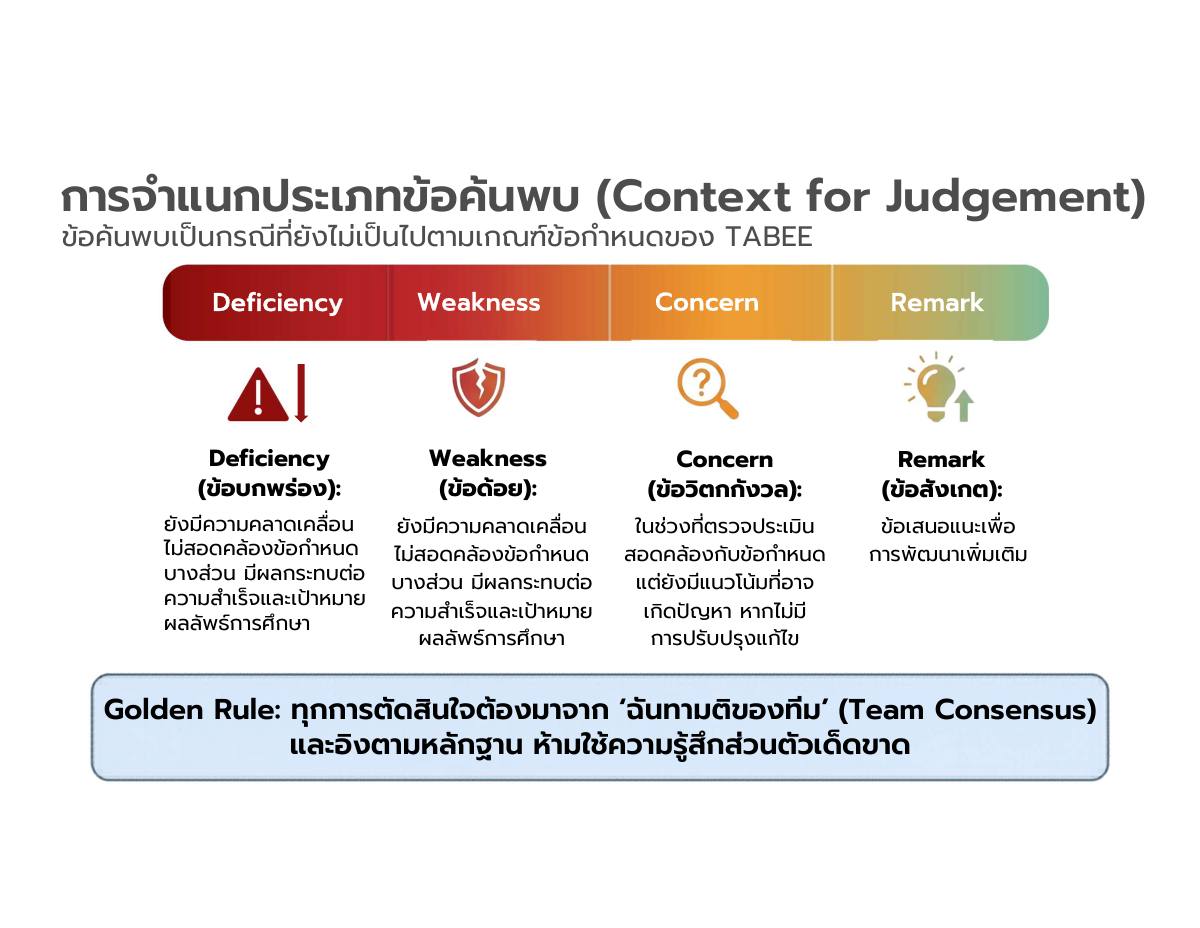 การจำแนกประเภทข้อค้นพบ (Context for Judgement)
ข้อค้นพบเป็นกรณีที่ยังไม่เป็นไปตามเกณฑ์ข้อกำหนดของ TABEE
Deficiency
Weakness
Concern
Remark
Deficiency
(ข้อบกพร่อง):
ยังมีความคลาดเคลื่อน
ไม่สอดคล้องข้อกำหนด
บางส่วน มีผลกระทบต่อ
ความสำเร็จและเป้าหมาย
ผลลัพธ์การศึกษา
Weakness
(ข้อด้อย):
ยังมีความคลาดเคลื่อน
ไม่สอดคล้องข้อกำหนด
บางส่วน มีผลกระทบต่อ
ความสำเร็จและเป้าหมาย
ผลลัพธ์การศึกษา
Concern
(ข้อวิตกกังวล):
ในช่วงที่ตรวจประเมิน
สอดคล้องกับข้อกำหนด
แต่ยังมีแนวโน้มที่อาจ
เกิดปัญหา หากไม่มี
การปรับปรุงแก้ไข
Remark
(ข้อสังเกต):
ข้อเสนอแนะเพื่อ
การพัฒนาเพิ่มเติม
Golden Rule: ทุกการตัดสินใจต้องมาจาก ‘ฉันทามติของทีม’ (Team Consensus)
และอิงตามหลักฐาน ห้ามใช้ความรู้สึกส่วนตัวเด็ดขาด